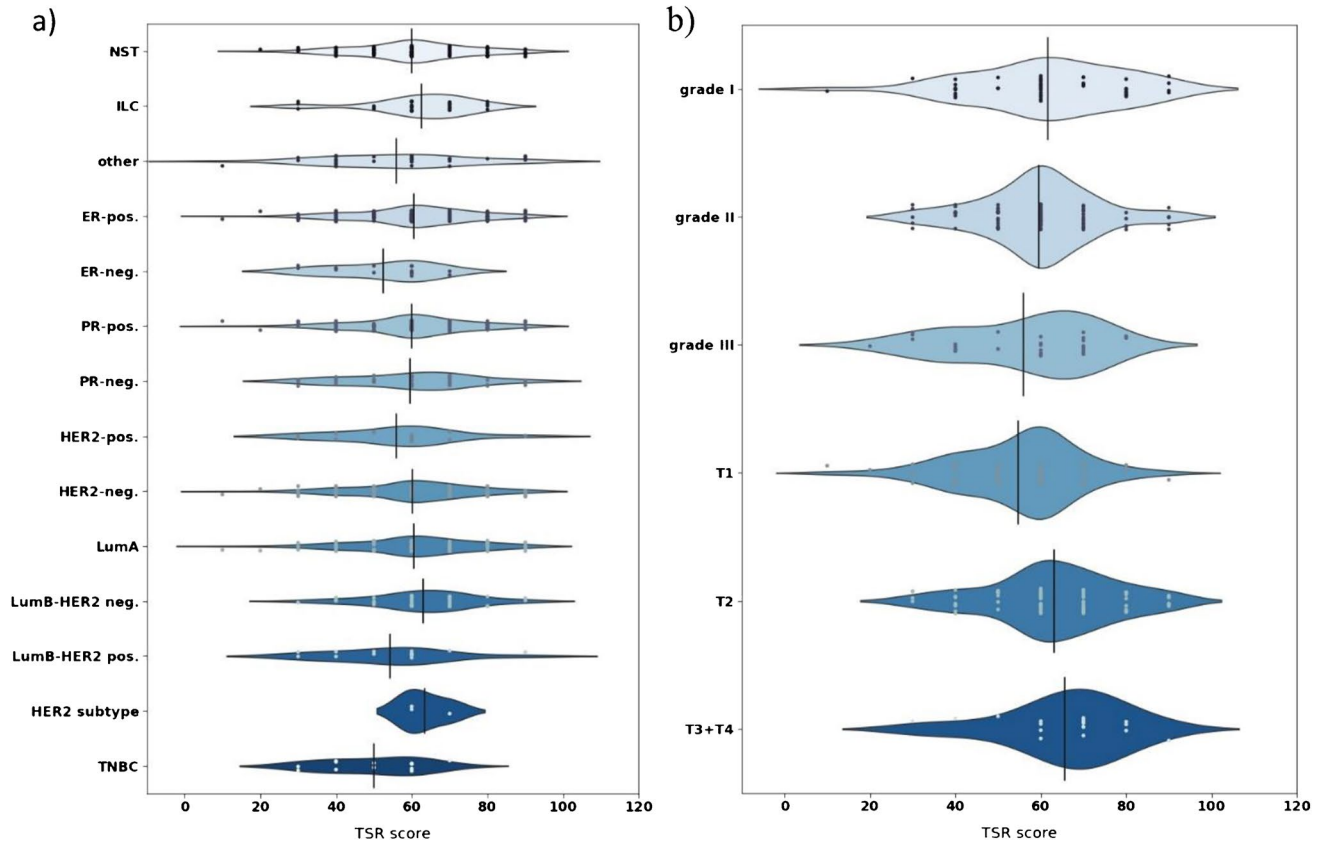 a)
NST
ILC
other
ER-pos.
ER-neg.
PR-pos.
PR-neg.
HER2-pos.
HER2-neg.
LumA
LumB-HER2 neg.
LumB-HER2 pos.
HER2 subtype
TNBC
0 20 40 60 80 100 120
TSR score
b)
grade I
grade II
grade III
T1
T2
T3+T4
0 20 40 60 80 100 120
TSR score